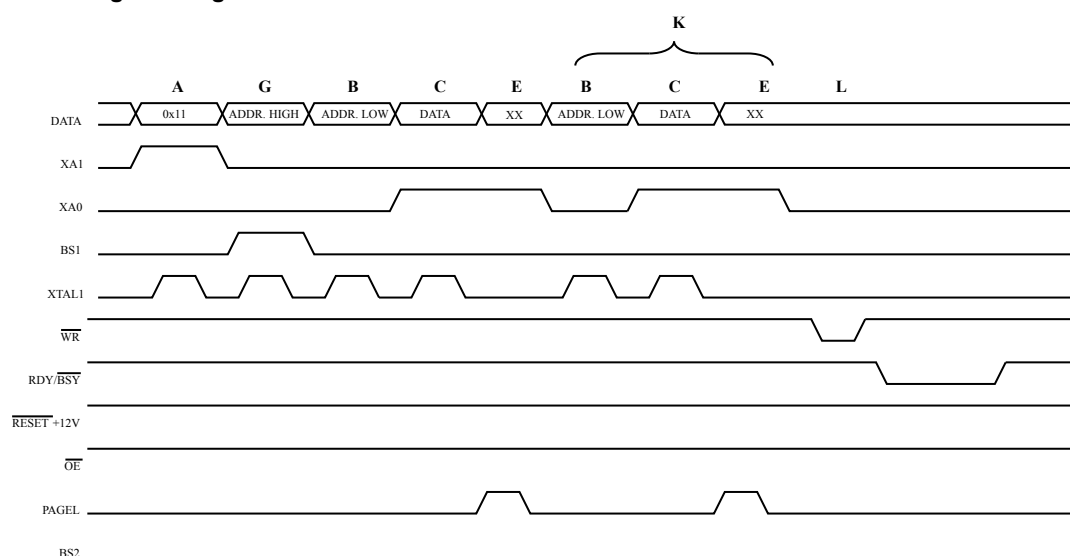 K
A G B C E B C E L
DATA 0x11 ADDR. HIGH ADDR. LOW DATA XX ADDR. LOW DATA XX
XA1
XA0
BS1
XTAL1
WR
RDY/BSY
RESET +12V
OE
PAGEL
BS2